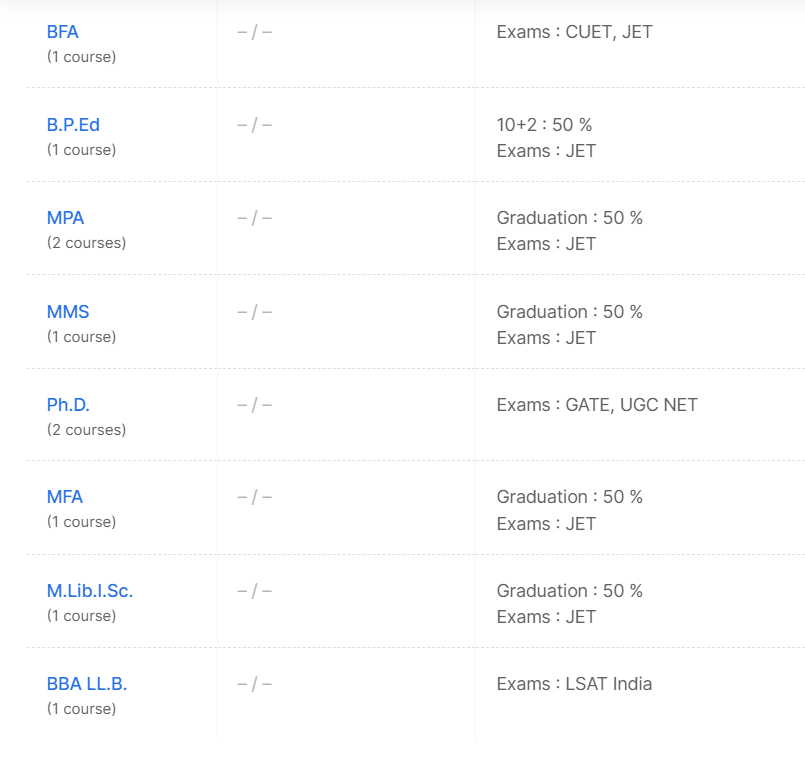 BFA
(1 course)
– / –
Exams : CUET, JET
B.P.Ed
(1 course)
– / –
10+2 : 50 %
Exams : JET
MPA
(2 courses)
– / –
Graduation : 50 %
Exams : JET
MMS
(1 course)
– / –
Graduation : 50 %
Exams : JET
Ph.D.
(2 courses)
– / –
Exams : GATE, UGC NET
MFA
(1 course)
– / –
Graduation : 50 %
Exams : JET
M.Lib.I.Sc.
(1 course)
– / –
Graduation : 50 %
Exams : JET
BBA LL.B.
(1 course)
– / –
Exams : LSAT India